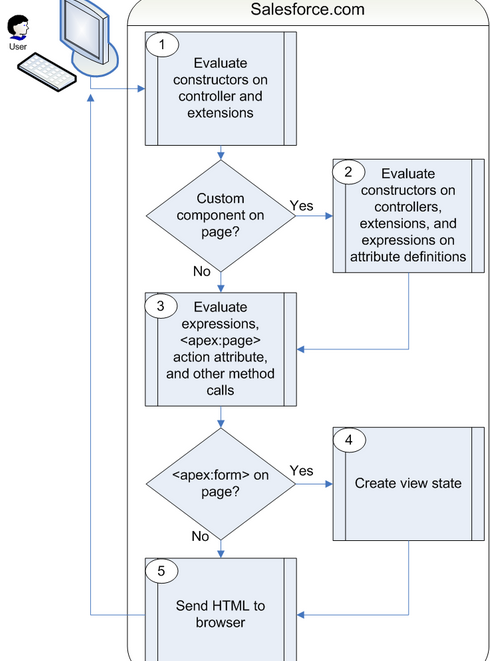 Salesforce.com
User
1
Evaluate
constructors on
controller and
extensions
Custom
component on
page?
Yes
2
Evaluate
constructors on
controllers,
extensions, and
expressions on
attribute definitions
No
3
Evaluate
expressions,
<apex:page>
action attribute,
and other method
calls
<apex:form> on
page?
Yes
4
Create view state
No
5
Send HTML to
browser